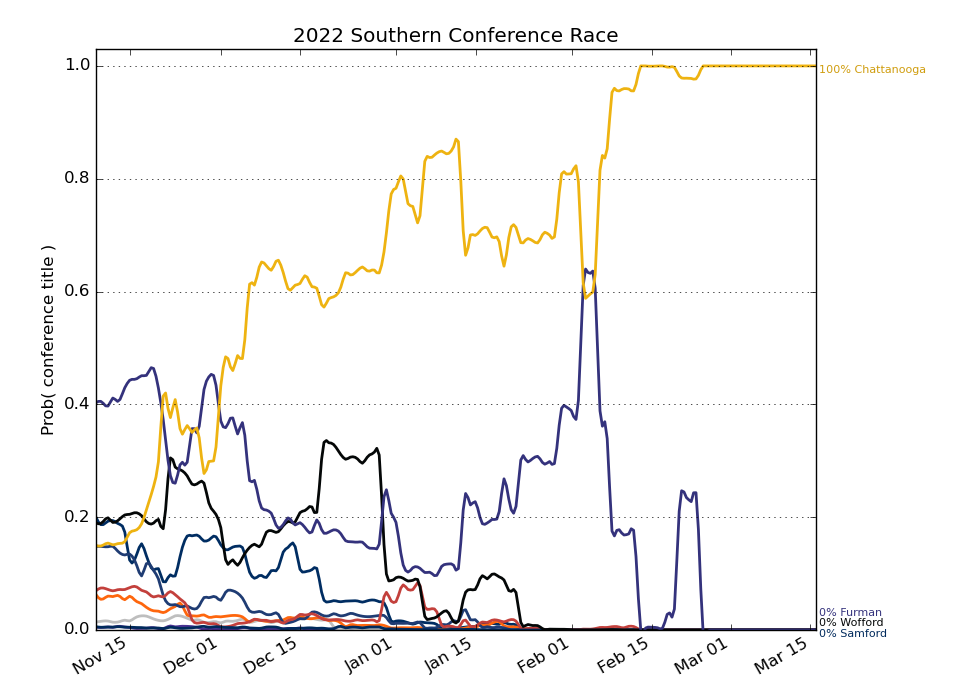 2022 Southern Conference Race
Prob( conference title )
1.0
0.8
0.6
0.4
0.2
0.0
100% Chattanooga
0% Furman
0% Wofford
0% Samford
Nov 15
Dec 01
Dec 15
Jan 01
Jan 15
Feb 01
Feb 15
Mar 01
Mar 15